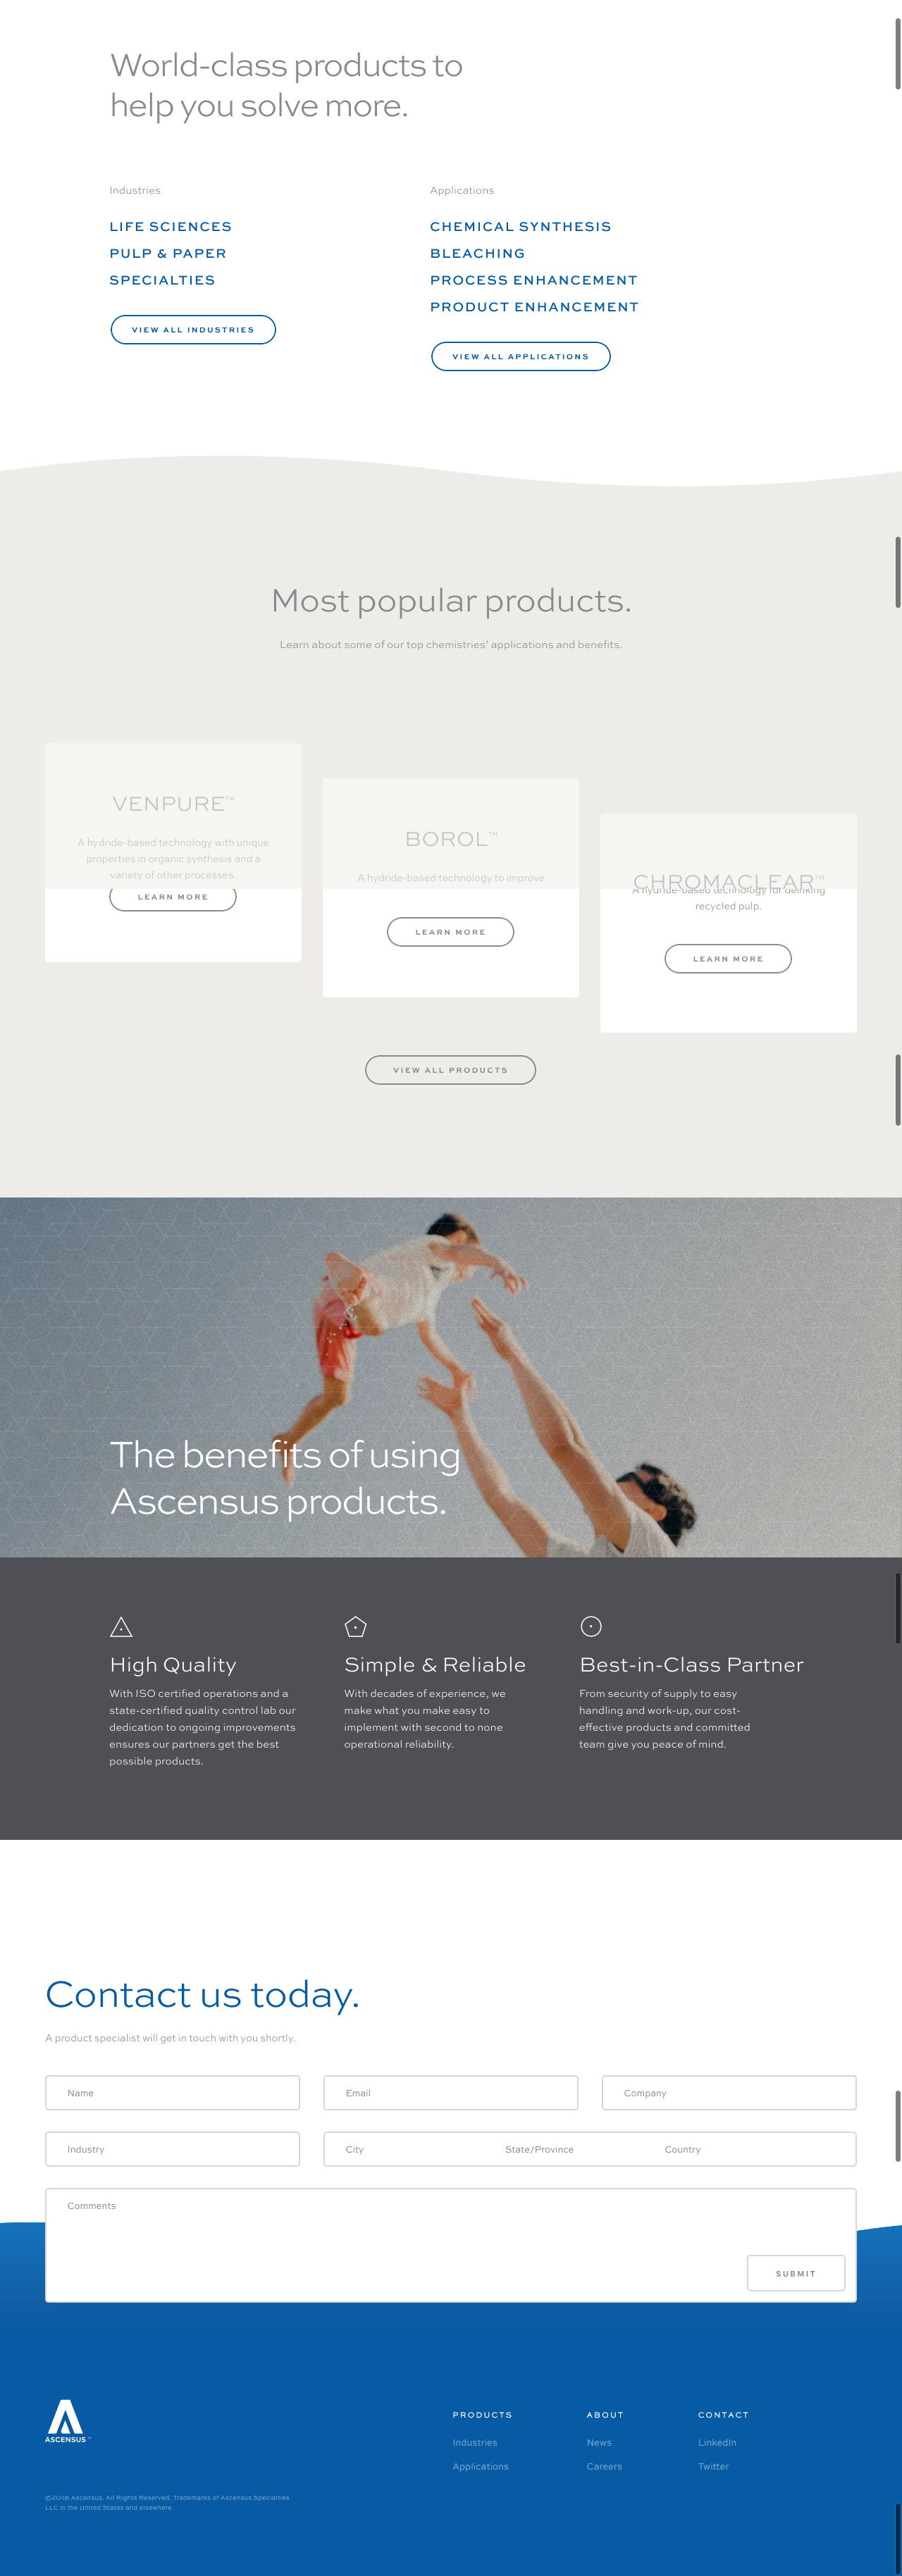 World-class products to
help you solve more.
Industries
LIFE SCIENCES
PULP & PAPER
SPECIALTIES
VIEW ALL INDUSTRIES
Applications
CHEMICAL SYNTHESIS
BLEACHING
PROCESS ENHANCEMENT
PRODUCT ENHANCEMENT
VIEW ALL APPLICATIONS
Most popular products.
Learn about some of our top chemistries' applications and benefits.
VENPURE™
A hydride-based technology with unique
properties in organic synthesis and a
variety of other processes.
LEARN MORE
BOROL™
A hydride-based technology to improve
LEARN MORE
CHROMACLEAR™
A hydride-based technology for deinking
recycled pulp.
LEARN MORE
VIEW ALL PRODUCTS
The benefits of using
Ascensus products.
High Quality
With ISO certified operations and a
state-certified quality control lab our
dedication to ongoing improvements
ensures our partners get the best
possible products.
Simple & Reliable
With decades of experience, we
make what you make easy to
implement with second to none
operational reliability.
Best-in-Class Partner
From security of supply to easy
handling and work-up, our cost-
effective products and committed
team give you peace of mind.
Contact us today.
A product specialist will get in touch with you shortly.
Name
Email
Company
Industry
City
State/Province
Country
Comments
SUBMIT
ASCENSUS™
PRODUCTS
Industries
Applications
ABOUT
News
Careers
CONTACT
LinkedIn
Twitter
©2018 Ascensus. All Rights Reserved. Trademarks of Ascensus Specialties
LLC in the United States and elsewhere.